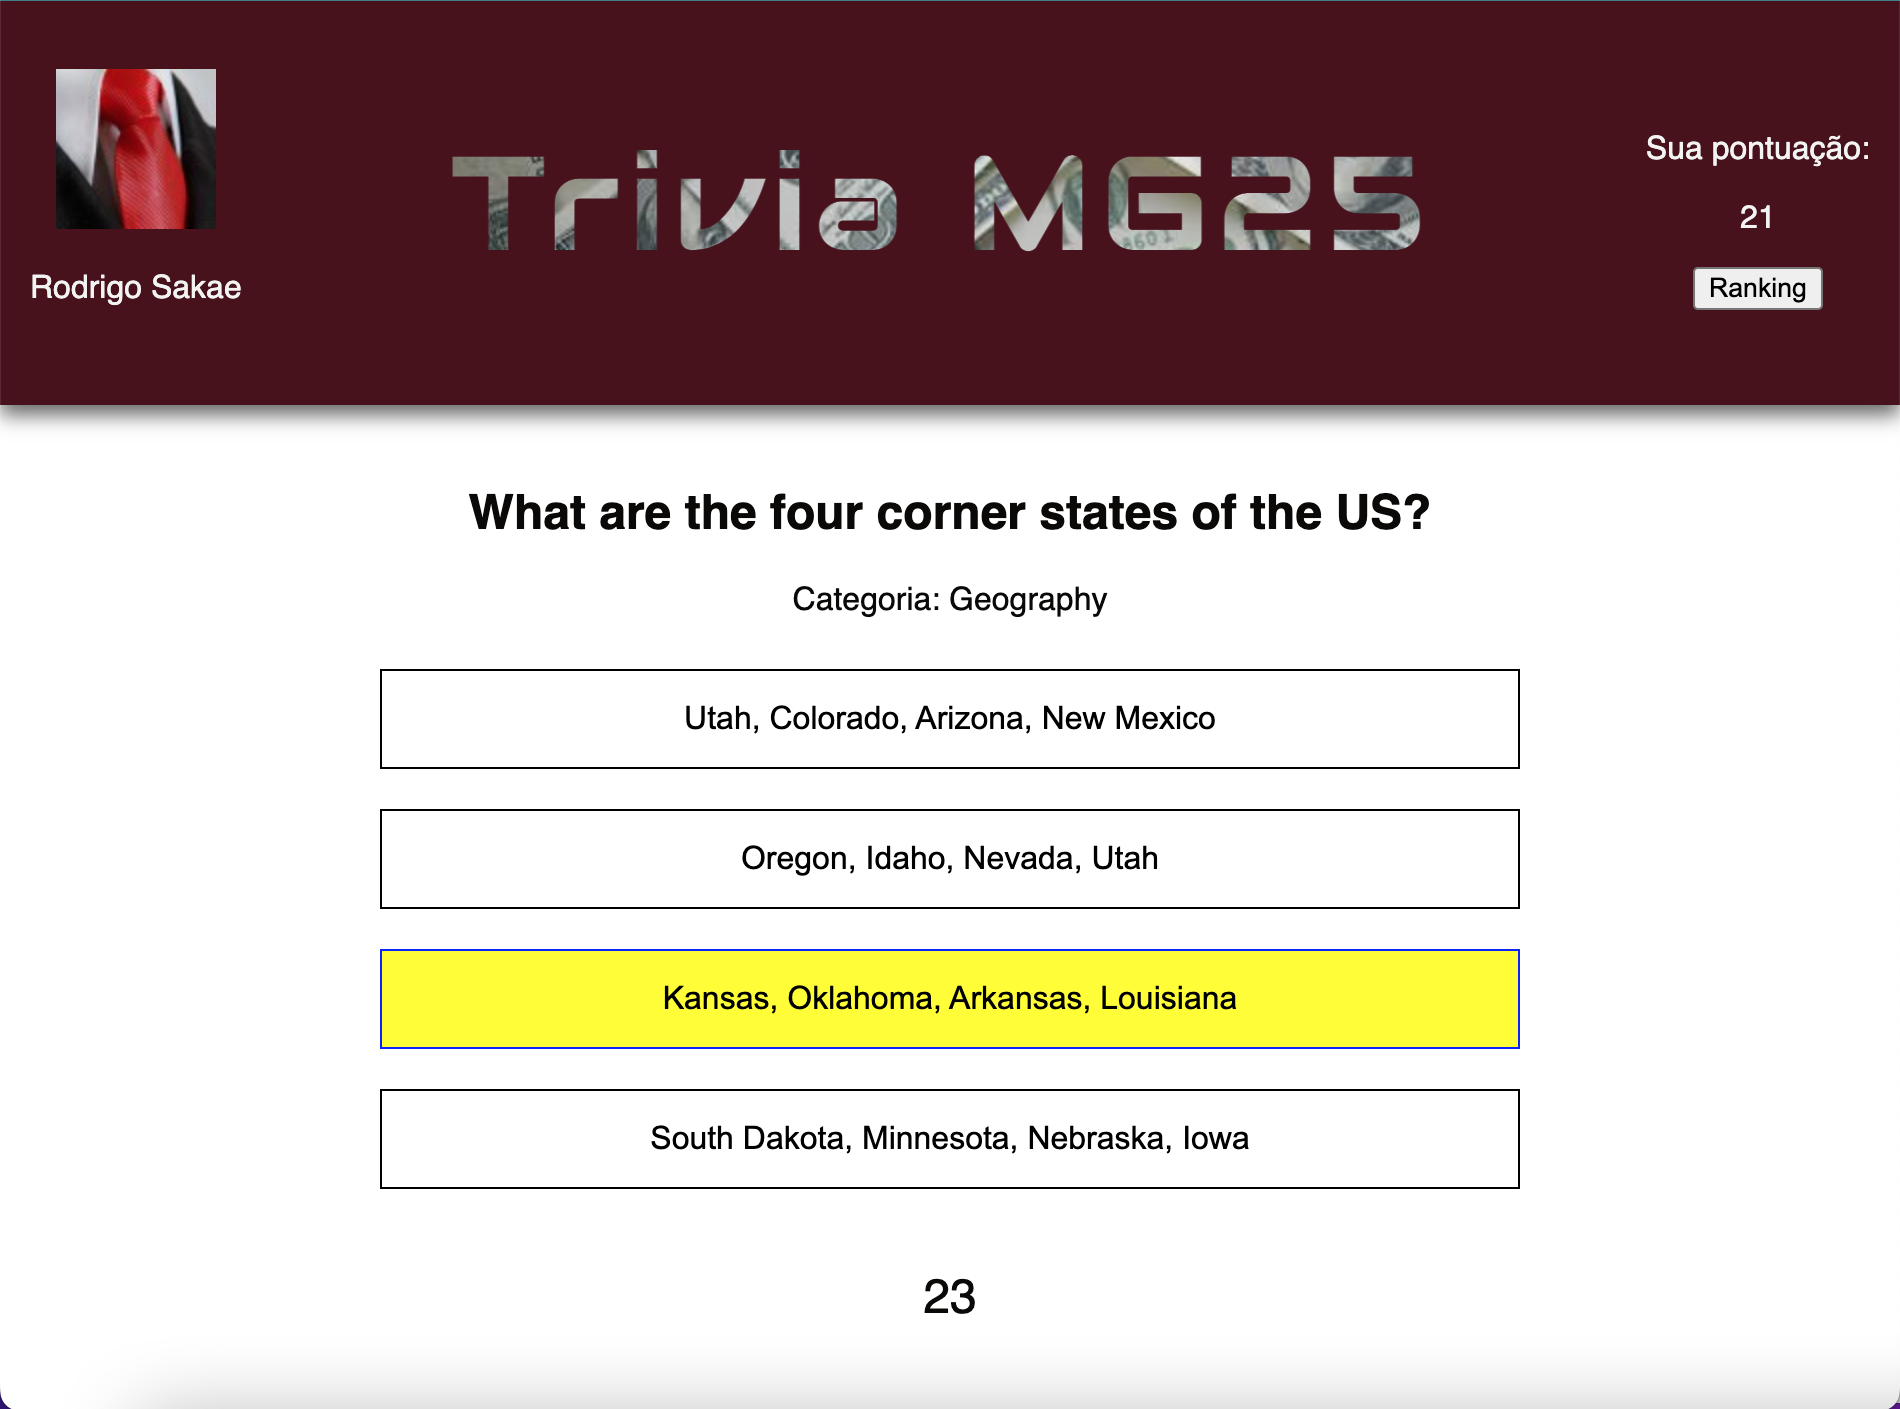 Rodrigo Sakae
Trivia MG25
Sua pontuação:
21
Ranking
What are the four corner states of the US?
Categoria: Geography
Utah, Colorado, Arizona, New Mexico
Oregon, Idaho, Nevada, Utah
Kansas, Oklahoma, Arkansas, Louisiana
South Dakota, Minnesota, Nebraska, Iowa
23